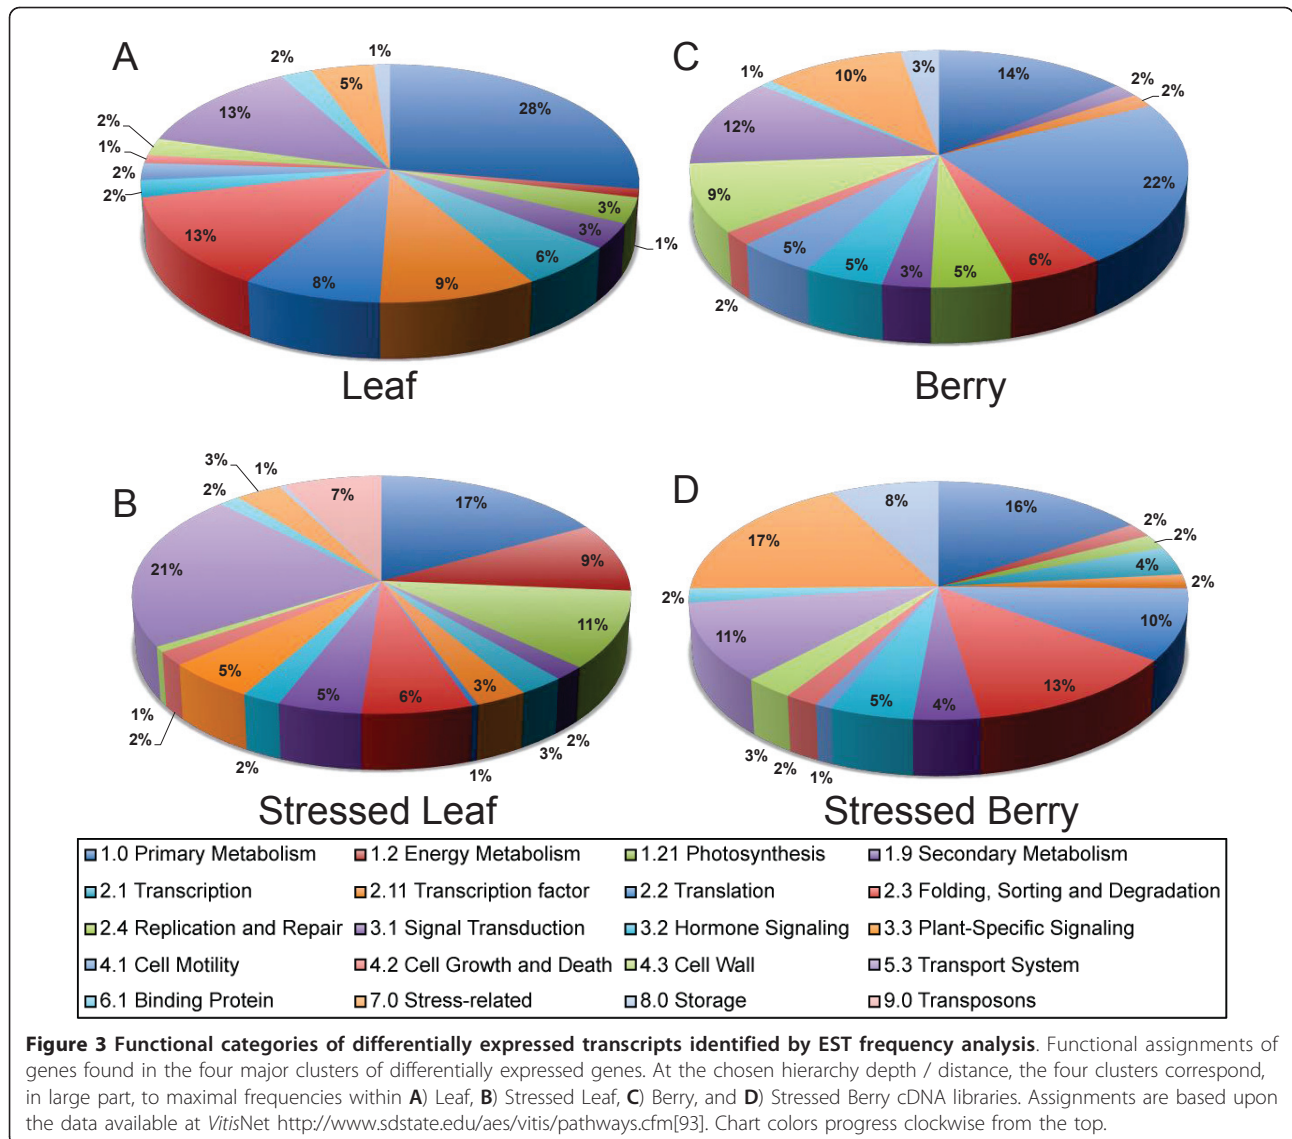 A
28%
1%
3%
3%
6%
9%
8%
13%
2%
2%
1%
2%
13%
2%
5%
1%
Leaf
C
14%
2%
2%
22%
6%
5%
3%
5%
5%
2%
9%
12%
1%
10%
3%
Berry
B
17%
9%
11%
2%
3%
3%
1%
6%
5%
2%
5%
2%
1%
21%
2%
3%
1%
7%
Stressed Leaf
D
16%
2%
2%
4%
2%
10%
13%
4%
5%
1%
2%
3%
11%
2%
17%
8%
Stressed Berry
1.0 Primary Metabolism
1.2 Energy Metabolism
1.21 Photosynthesis
1.9 Secondary Metabolism
2.1 Transcription
2.11 Transcription factor
2.2 Translation
2.3 Folding, Sorting and Degradation
2.4 Replication and Repair
3.1 Signal Transduction
3.2 Hormone Signaling
3.3 Plant-Specific Signaling
4.1 Cell Motility
4.2 Cell Growth and Death
4.3 Cell Wall
5.3 Transport System
6.1 Binding Protein
7.0 Stress-related
8.0 Storage
9.0 Transposons
Figure 3 Functional categories of differentially expressed transcripts identified by EST frequency analysis. Functional assignments of
genes found in the four major clusters of differentially expressed genes. At the chosen hierarchy depth / distance, the four clusters correspond,
in large part, to maximal frequencies within A) Leaf, B) Stressed Leaf, C) Berry, and D) Stressed Berry cDNA libraries. Assignments are based upon
the data available at VitisNet http://www.sdstate.edu/aes/vitis/pathways.cfm[93]. Chart colors progress clockwise from the top.